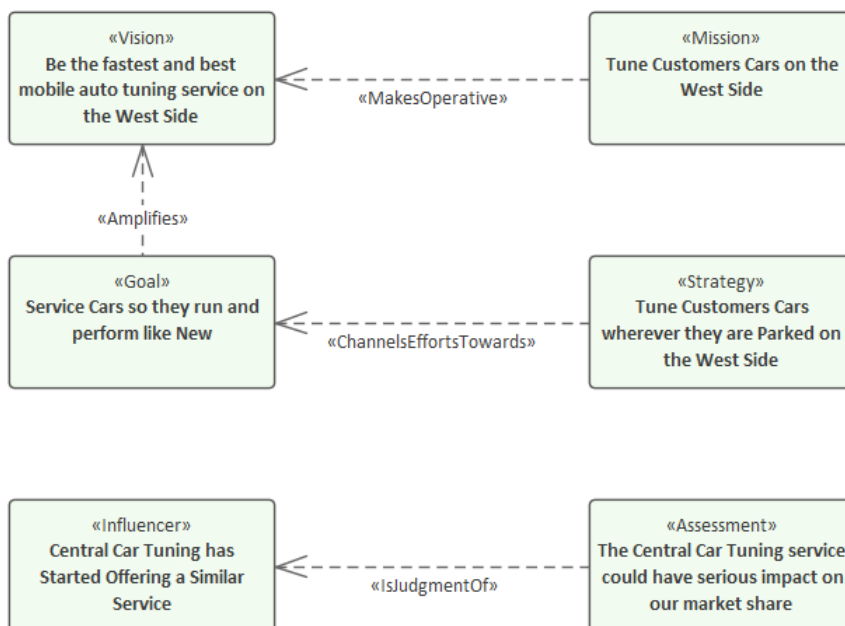 «Vision»
Be the fastest and best
mobile auto tuning service on
the West Side
«Mission»
Tune Customers Cars on the
West Side
«MakesOperative»
«Amplifies»
«Goal»
Service Cars so they run and
perform like New
«Strategy»
Tune Customers Cars
wherever they are Parked on
the West Side
«ChannelsEffortsTowards»
«Influencer»
Central Car Tuning has
Started Offering a Similar
Service
«Assessment»
The Central Car Tuning service
could have serious impact on
our market share
«IsJudgmentOf»